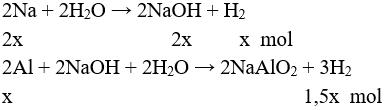 2Na + 2H₂O → 2NaOH + H₂
2x 2x x mol
2Al + 2NaOH + 2H₂O → 2NaAlO₂ + 3H₂
x 1,5x mol